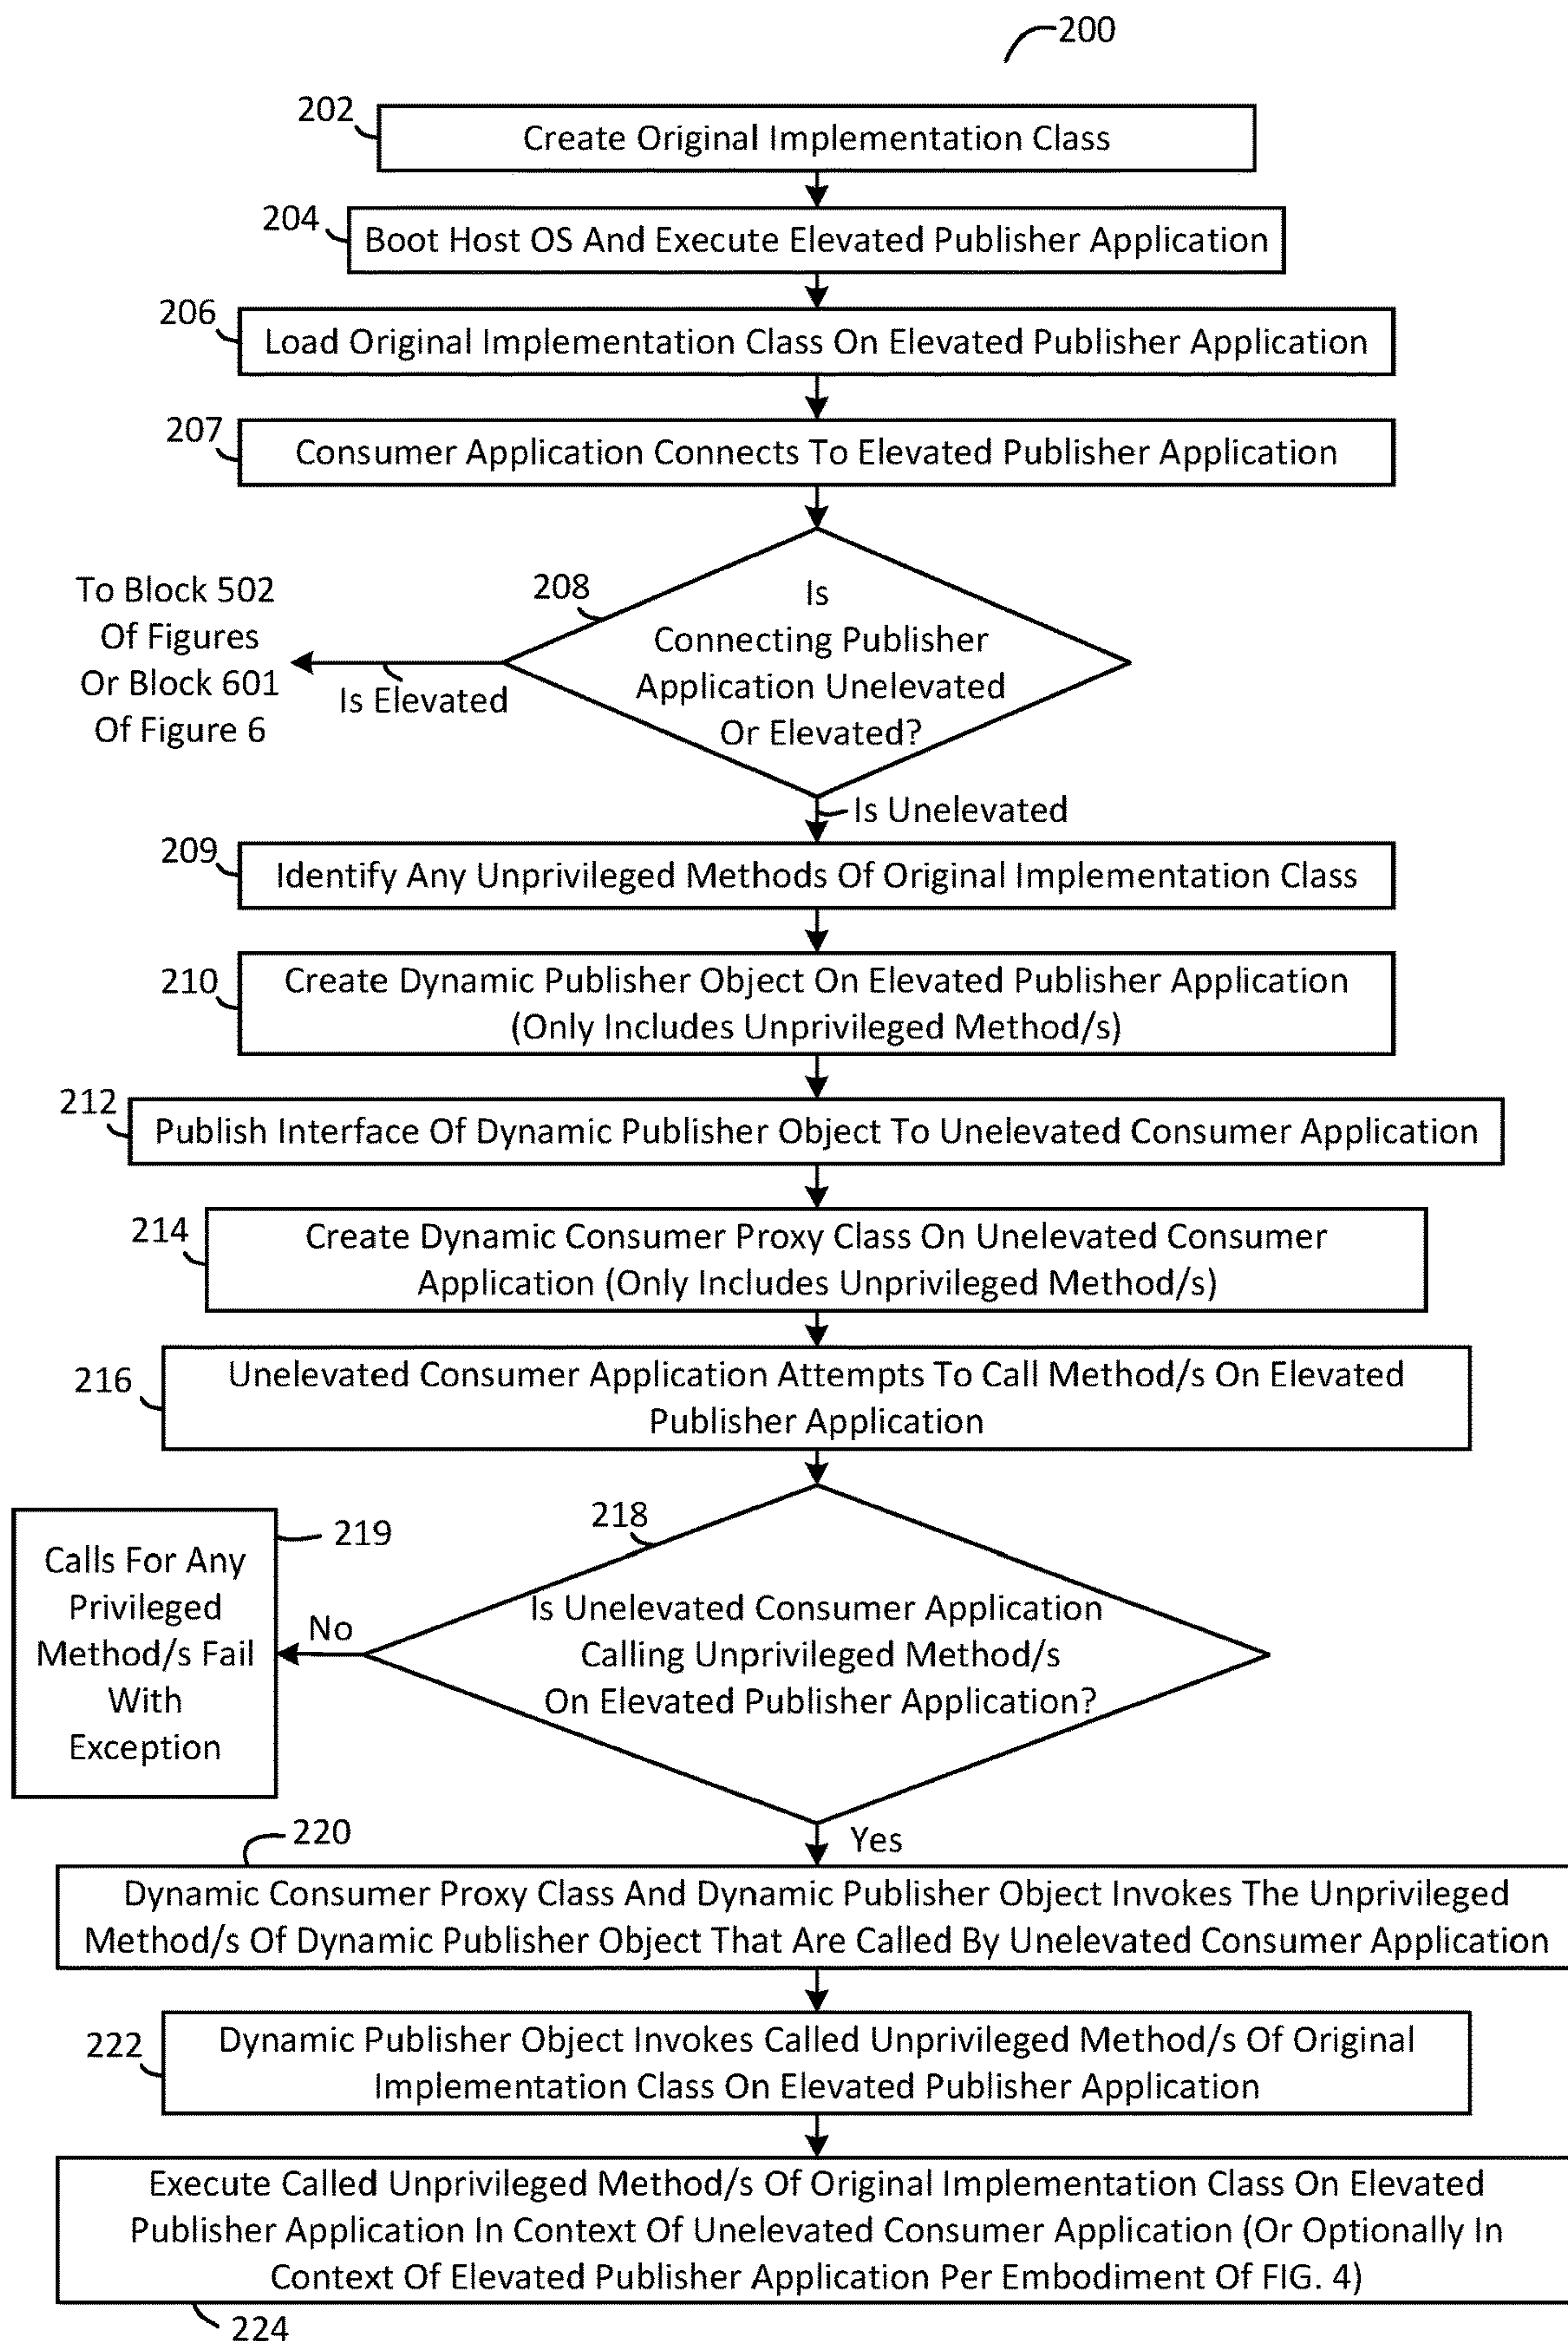 200
202
Create Original Implementation Class
204
Boot Host OS And Execute Elevated Publisher Application
206
Load Original Implementation Class On Elevated Publisher Application
207
Consumer Application Connects To Elevated Publisher Application
208
Is
Connecting Publisher
Application Unelevated
Or Elevated?
To Block 502
Of Figures
Or Block 601
Of Figure 6
Is Elevated
Is Unelevated
209
Identify Any Unprivileged Methods Of Original Implementation Class
210
Create Dynamic Publisher Object On Elevated Publisher Application
(Only Includes Unprivileged Method/s)
212
Publish Interface Of Dynamic Publisher Object To Unelevated Consumer Application
214
Create Dynamic Consumer Proxy Class On Unelevated Consumer
Application (Only Includes Unprivileged Method/s)
216
Unelevated Consumer Application Attempts To Call Method/s On Elevated
Publisher Application
218
Is Unelevated Consumer Application
Calling Unprivileged Method/s
On Elevated Publisher Application?
No
219
Calls For Any
Privileged
Method/s Fail
With
Exception
Yes
220
Dynamic Consumer Proxy Class And Dynamic Publisher Object Invokes The Unprivileged
Method/s Of Dynamic Publisher Object That Are Called By Unelevated Consumer Application
222
Dynamic Publisher Object Invokes Called Unprivileged Method/s Of Original
Implementation Class On Elevated Publisher Application
Execute Called Unprivileged Method/s Of Original Implementation Class On Elevated
Publisher Application In Context Of Unelevated Consumer Application (Or Optionally In
Context Of Elevated Publisher Application Per Embodiment Of FIG. 4)
224